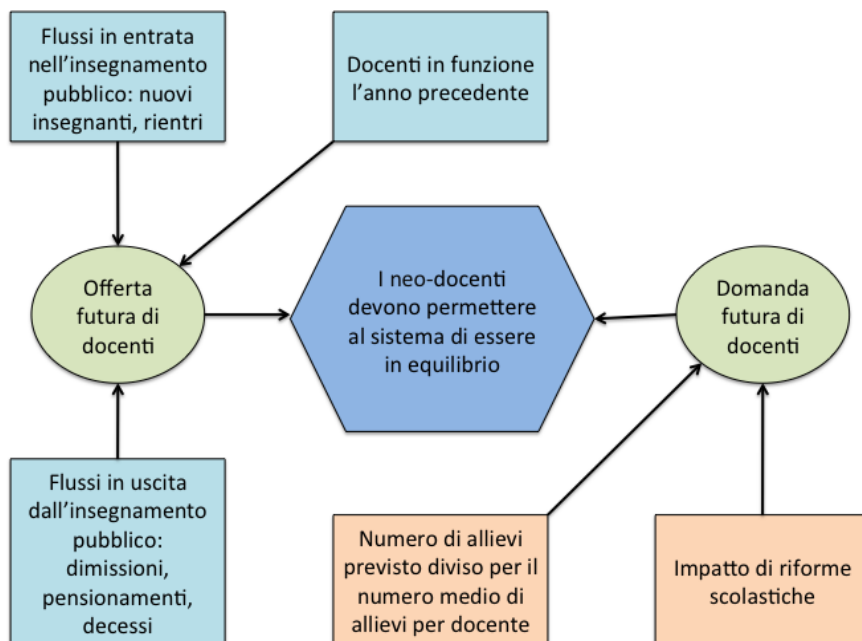 Flussi in entrata
nell’insegnamento
pubblico: nuovi
insegnanti, rientri
Docenti in funzione
l’anno precedente
Offerta
futura di
docenti
I neo-docenti
devono permettere
al sistema di essere
in equilibrio
Domanda
futura di
docenti
Flussi in uscita
dall’insegnamento
pubblico:
dimissioni,
pensionamenti,
decessi
Numero di allievi
previsto diviso per il
numero medio di
allievi per docente
Impatto di riforme
scolastiche